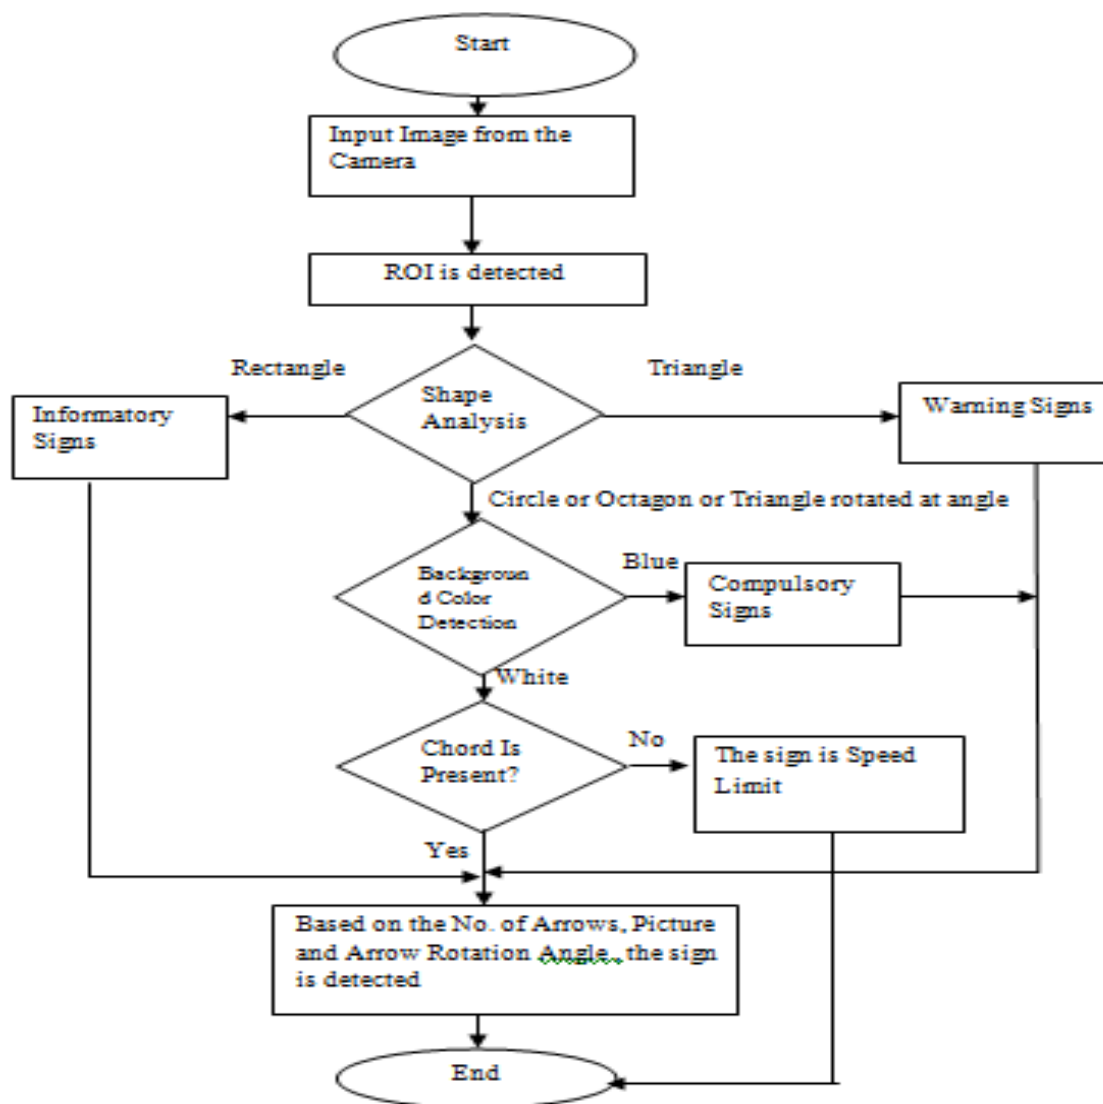 Start
Input Image from the
Camera
ROI is detected
Rectangle
Triangle
Shape
Analysis
Informatory
Signs
Warning Signs
Circle or Octagon or Triangle rotated at angle
Backgroun
d Color
Detection
Blue
Compulsory
Signs
White
Chord Is
Present?
No
The sign is Speed
Limit
Yes
Based on the No. of Arrows, Picture
and Arrow Rotation Angle, the sign
is detected
End